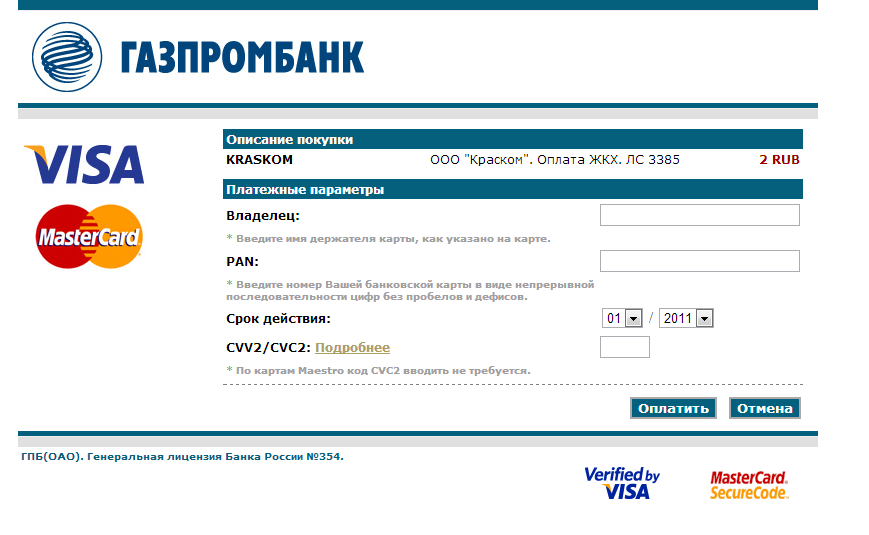 ГАЗПРОМБАНК
VISA
MasterCard
Описание покупки
KRASKOM ООО "Краском". Оплата ЖКХ. ЛС 3385 2 RUB
Платежные параметры
Владелец:
* Введите имя держателя карты, как указано на карте.
PAN:
* Введите номер Вашей банковской карты в виде непрерывной
последовательности цифр без пробелов и дефисов.
Срок действия: 01 / 2011
CVV2/CVC2: Подробнее
* По картам Maestro код CVC2 вводить не требуется.
Оплатить Отмена
ГПБ(ОАО). Генеральная лицензия Банка России №354.
Verified by
VISA
MasterCard.
SecureCode.